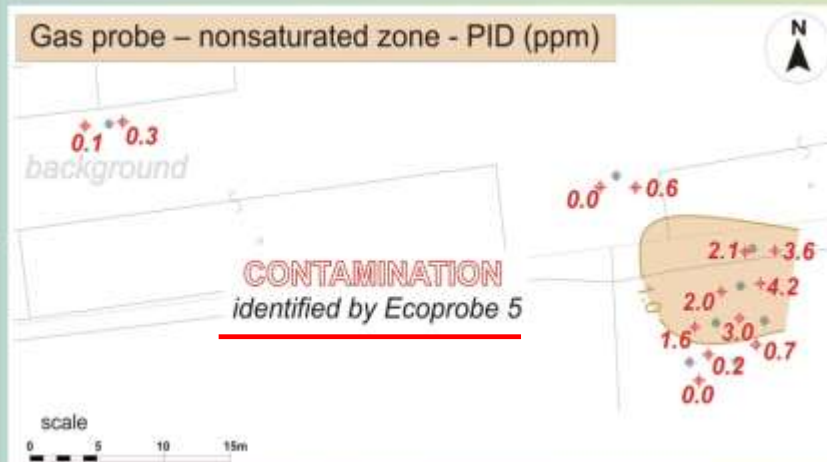 Gas probe – nonsaturated zone - PID (ppm)
N
0.1 0.3
background
0.0 0.6
2.1 3.6
CONTAMINATION
identified by Ecoprobe 5
2.0 4.2
1.6 3.0 0.7
0.2
0.0
scale
0 5 10 15m